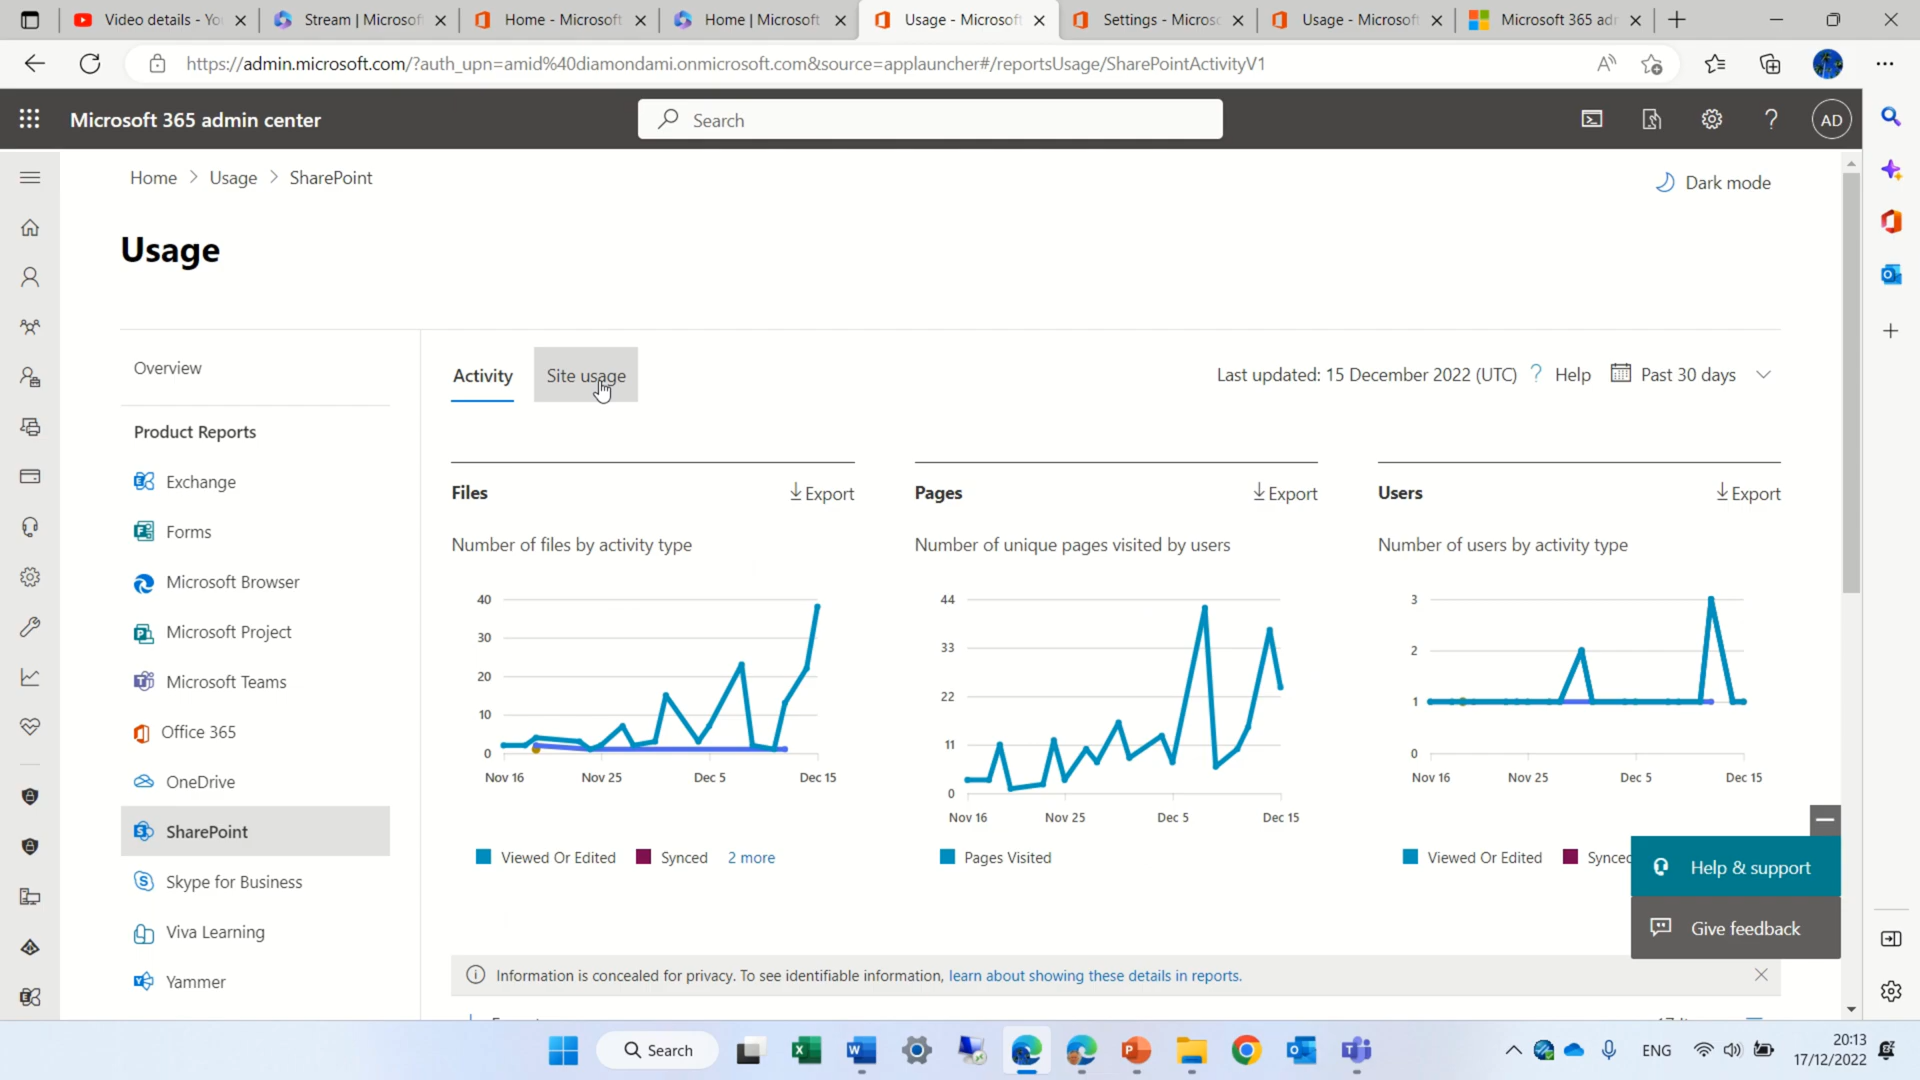 Video details - Yo
Stream | Microsof
Home - Microsoft
Home | Microsoft
Usage - Microsoft
Settings - Microso
Usage - Microsof
Microsoft 365 adm
https://admin.microsoft.com/?auth_upn=amid%40diamondami.onmicrosoft.com&source=applauncher#/reportsUsage/SharePointActivityV1
Microsoft 365 admin center
Search
AD
Home > Usage > SharePoint
Dark mode
Usage
Overview
Product Reports
Exchange
Forms
Microsoft Browser
Microsoft Project
Microsoft Teams
Office 365
OneDrive
SharePoint
Skype for Business
Viva Learning
Yammer
Activity
Site usage
Last updated: 15 December 2022 (UTC)
? Help
Past 30 days
Files
Export
Number of files by activity type
40
30
20
10
0
Nov 16
Nov 25
Dec 5
Dec 15
Viewed Or Edited
Synced
2 more
Pages
Export
Number of unique pages visited by users
44
33
22
11
0
Nov 16
Nov 25
Dec 5
Dec 15
Pages Visited
Users
Export
Number of users by activity type
3
2
1
0
Nov 16
Nov 25
Dec 5
Dec 15
Viewed Or Edited
Synced
Help & support
Give feedback
Information is concealed for privacy. To see identifiable information, learn about showing these details in reports.
Search
ENG
20:13
17/12/2022